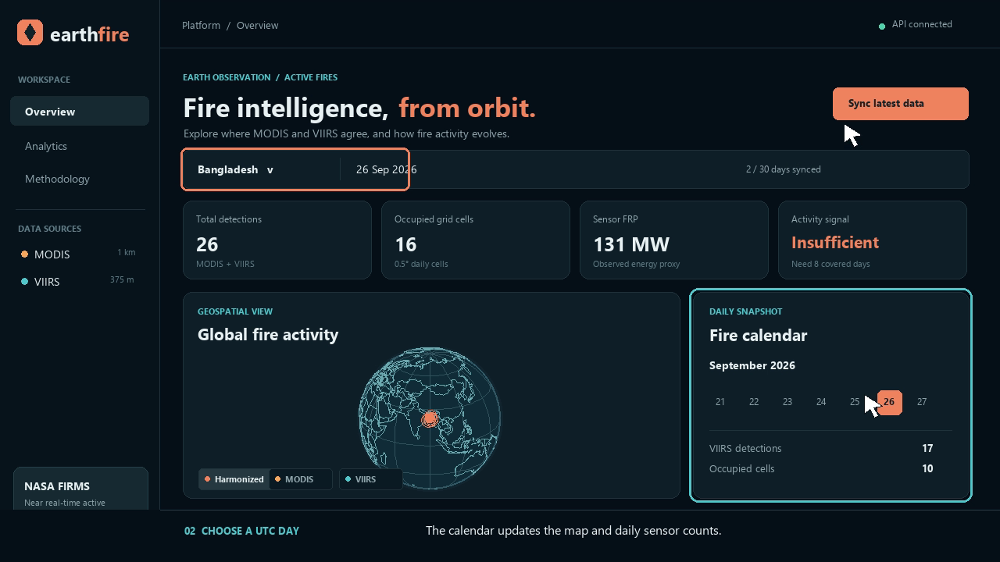 earthfire
Platform / Overview
API connected
WORKSPACE
Overview
Analytics
Methodology
DATA SOURCES
MODIS 1 km
VIIRS 375 m
NASA FIRMS
Near real-time active
EARTH OBSERVATION / ACTIVE FIRES
Fire intelligence, from orbit.
Explore where MODIS and VIIRS agree, and how fire activity evolves.
Sync latest data
Bangladesh v
26 Sep 2026
2 / 30 days synced
Total detections
26
MODIS + VIIRS
Occupied grid cells
16
0.5° daily cells
Sensor FRP
131 MW
Observed energy proxy
Activity signal
Insufficient
Need 8 covered days
GEOSPATIAL VIEW
Global fire activity
Harmonized
MODIS
VIIRS
DAILY SNAPSHOT
Fire calendar
September 2026
21 22 23 24 25 26 27
VIIRS detections 17
Occupied cells 10
02 CHOOSE A UTC DAY
The calendar updates the map and daily sensor counts.